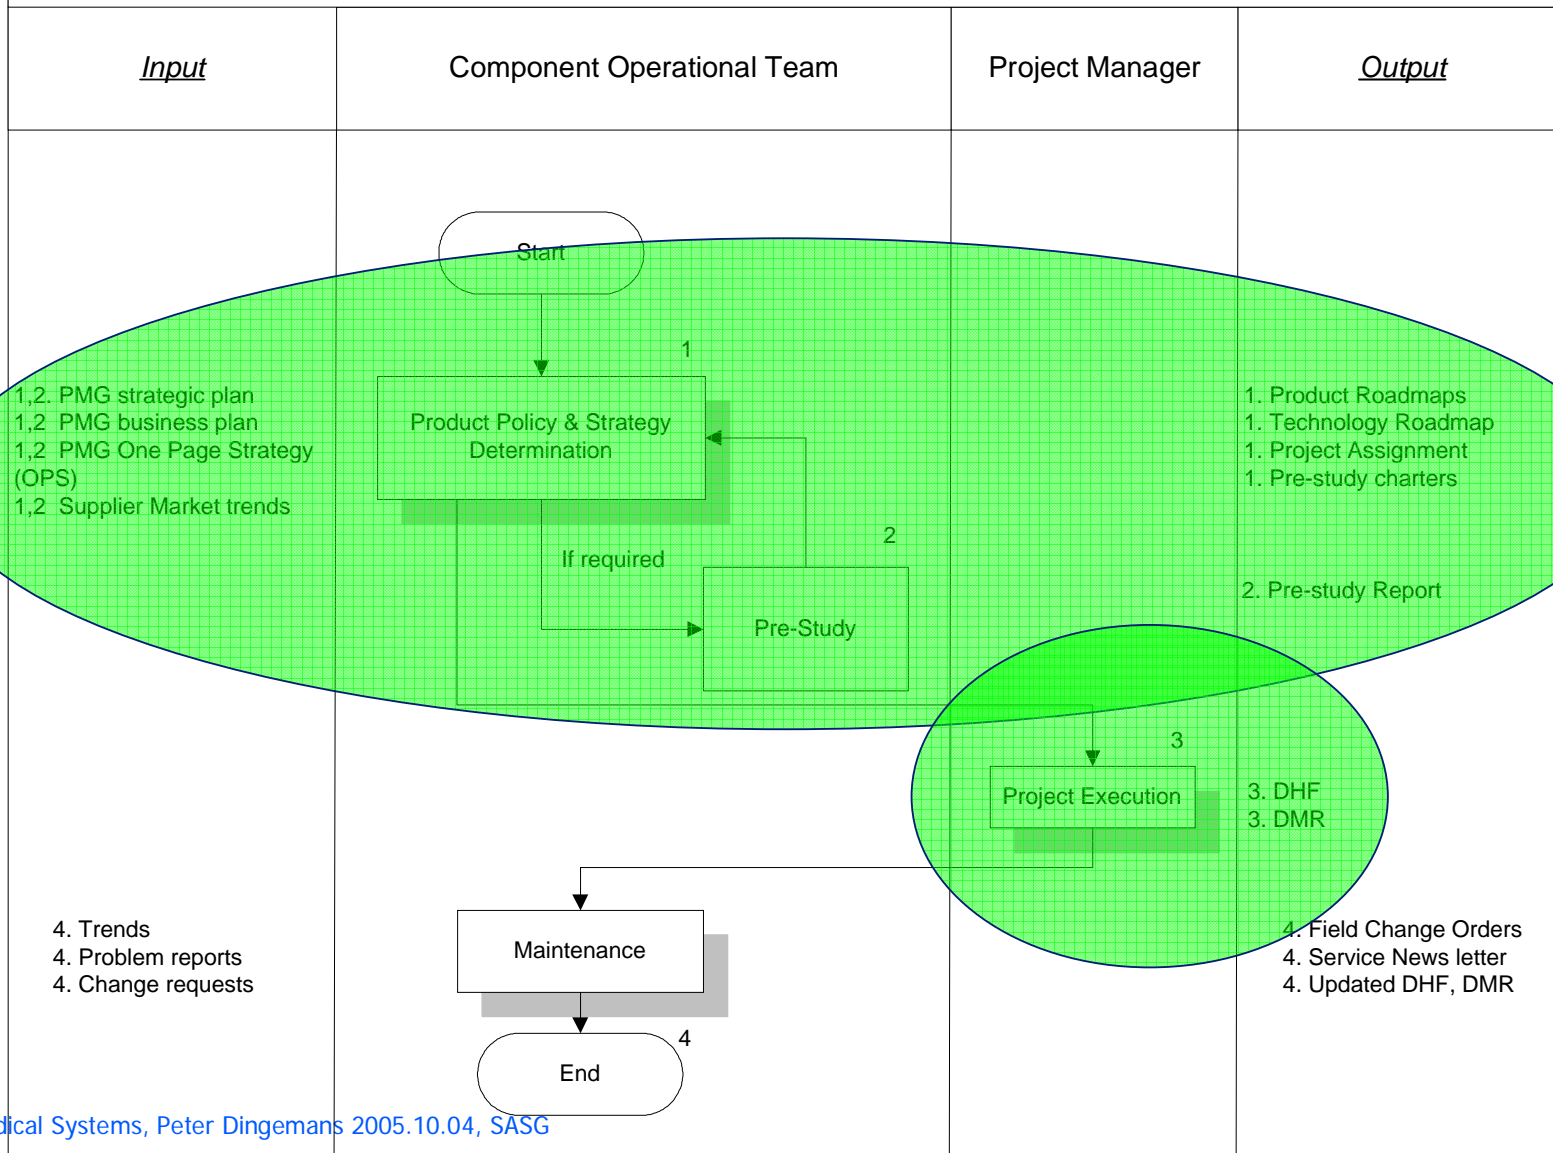 Input
Component Operational Team
Project Manager
Output
Start
1
1,2. PMG strategic plan
1,2 PMG business plan
1,2 PMG One Page Strategy
(OPS)
1,2 Supplier Market trends
Product Policy & Strategy
Determination
1. Product Roadmaps
1. Technology Roadmap
1. Project Assignment
1. Pre-study charters
If required
2
Pre-Study
2. Pre-study Report
3
Project Execution
3. DHF
3. DMR
4. Trends
4. Problem reports
4. Change requests
Maintenance
4. Field Change Orders
4. Service News letter
4. Updated DHF, DMR
4
End
dical Systems, Peter Dingemans 2005.10.04, SASG